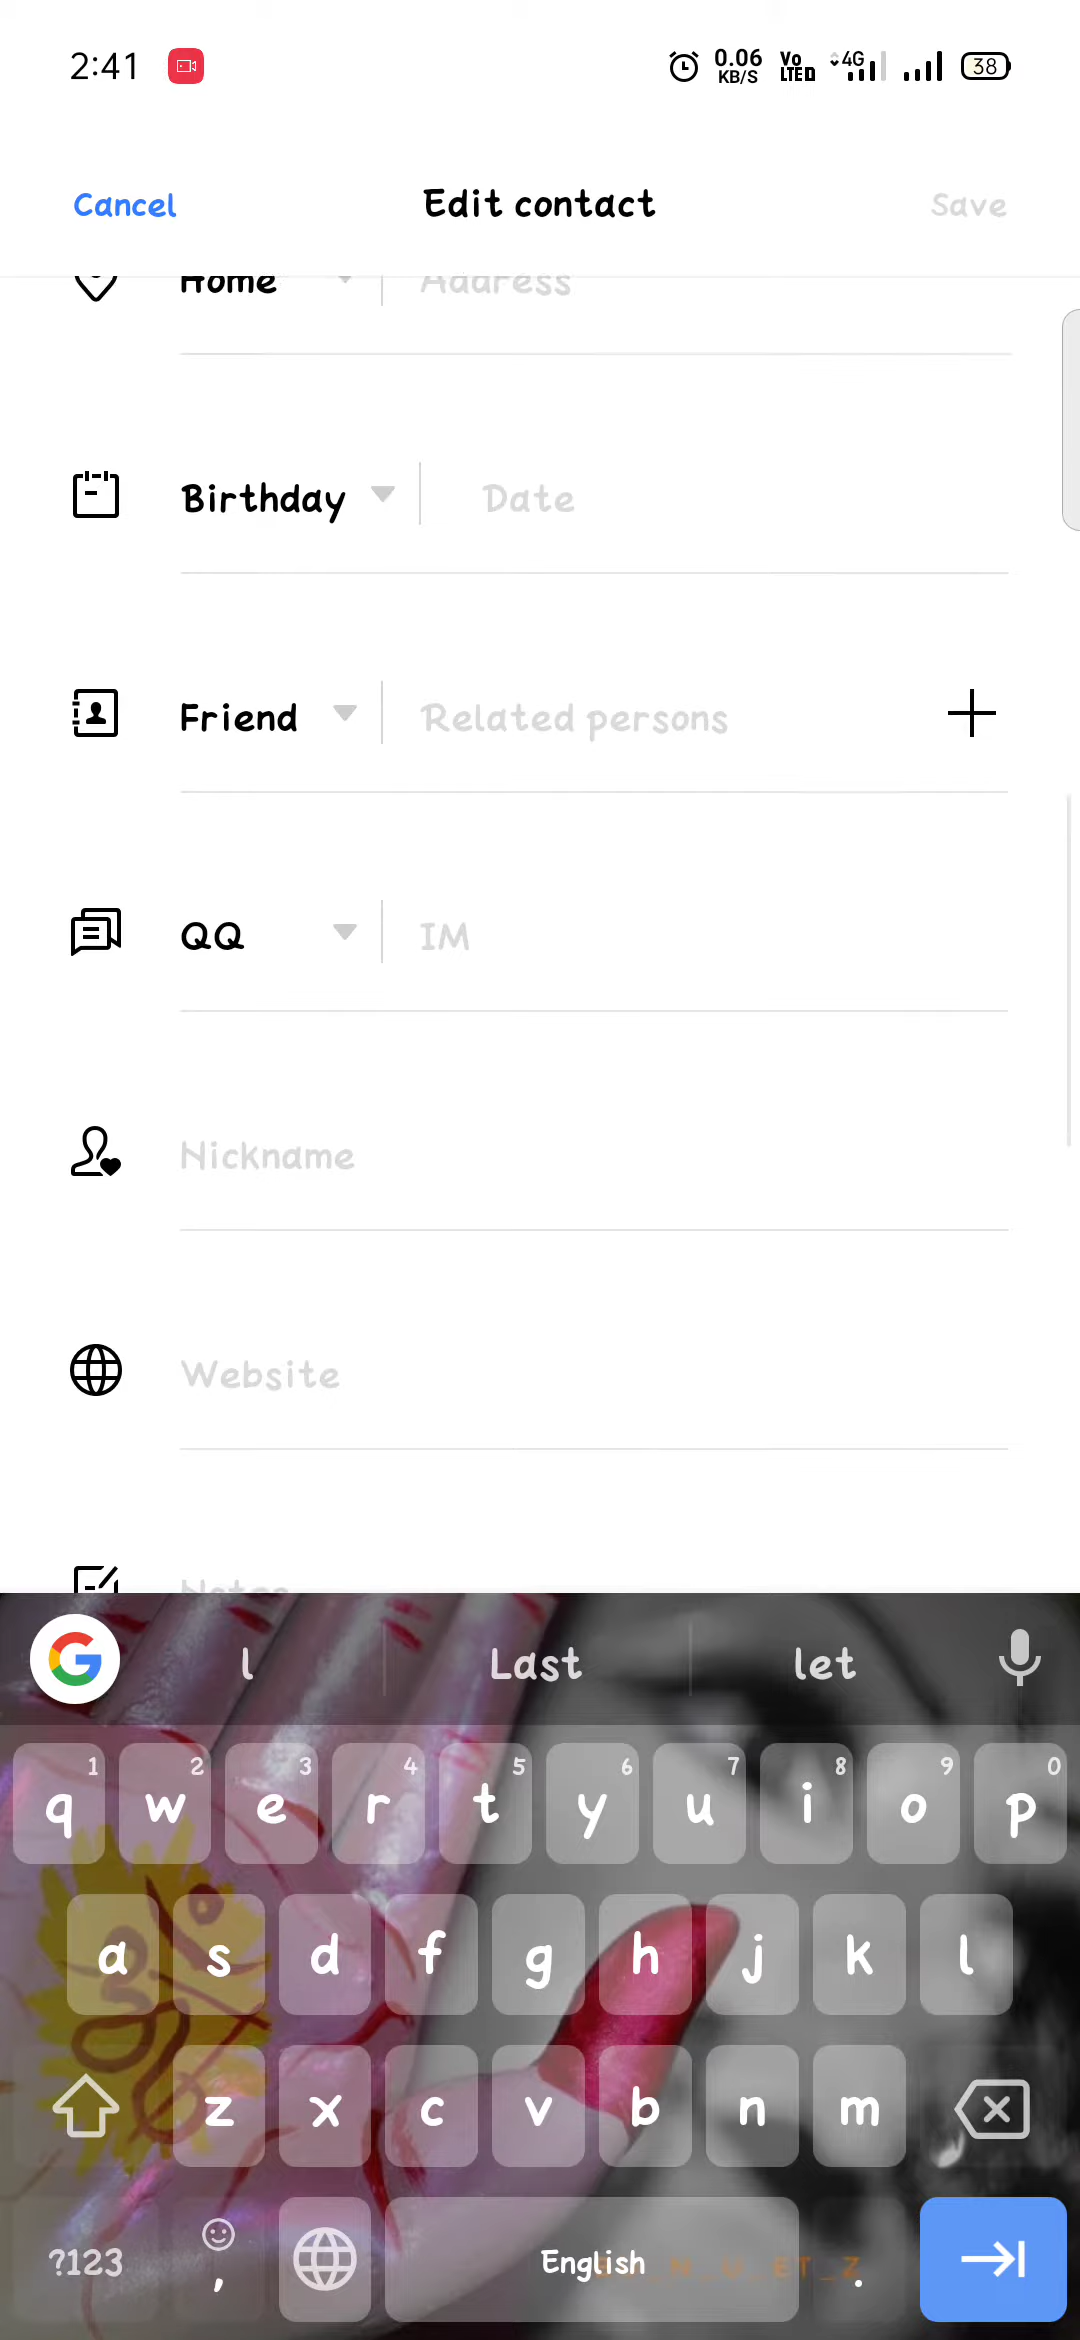 2:41 0.06 KB/S Vo LTE 4G 38
Cancel Edit contact Save
Home Address
Birthday Date
Friend Related persons
QQ IM
Nickname
Website
Notes
G l Last let
1 2 3 4 5 6 7 8 9 0
q w e r t y u i o p
a s d f g h j k l
z x c v b n m
?123 , English .